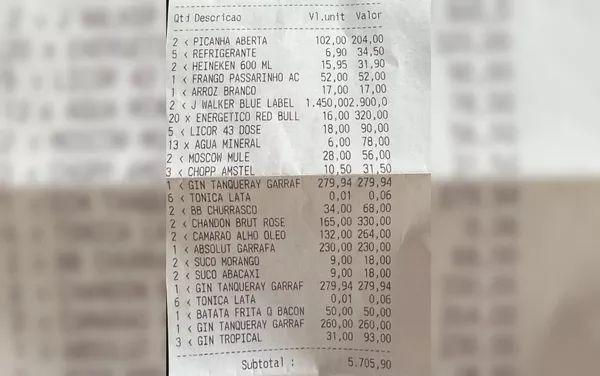 Qtd Descricao Vl.unit Valor
2 < PICANHA ABERTA 102,00 204,00
5 < REFRIGERANTE 6,90 34,50
2 < HEINEKEN 600 ML 15,95 31,90
1 < FRANGO PASSARINHO AC 52,00 52,00
1 < ARROZ BRANCO 17,00 17,00
2 < J WALKER BLUE LABEL 1.450,00 2.900,0
20 x ENERGETICO RED BULL 16,00 320,00
5 < LICOR 43 DOSE 18,00 90,00
13 x AGUA MINERAL 6,00 78,00
2 < MOSCOW MULE 28,00 56,00
3 < CHOPP AMSTEL 10,50 31,50
1 < GIN TANQUERAY GARRAF 279,94 279,94
6 < TONICA LATA 0,01 0,06
2 < BB CHURRASCO 34,00 68,00
2 < CHANDON BRUT ROSE 165,00 330,00
2 < CAMARAO ALHO OLEO 132,00 264,00
1 < ABSOLUT GARRAFA 230,00 230,00
2 < SUCO MORANGO 9,00 18,00
2 < SUCO ABACAXI 9,00 18,00
1 < GIN TANQUERAY GARRAF 279,94 279,94
6 < TONICA LATA 0,01 0,06
1 < BATATA FRITA Q BACON 50,00 50,00
1 < GIN TANQUERAY GARRAF 260,00 260,00
3 < GIN TROPICAL 31,00 93,00
Subtotal : 5.705,90